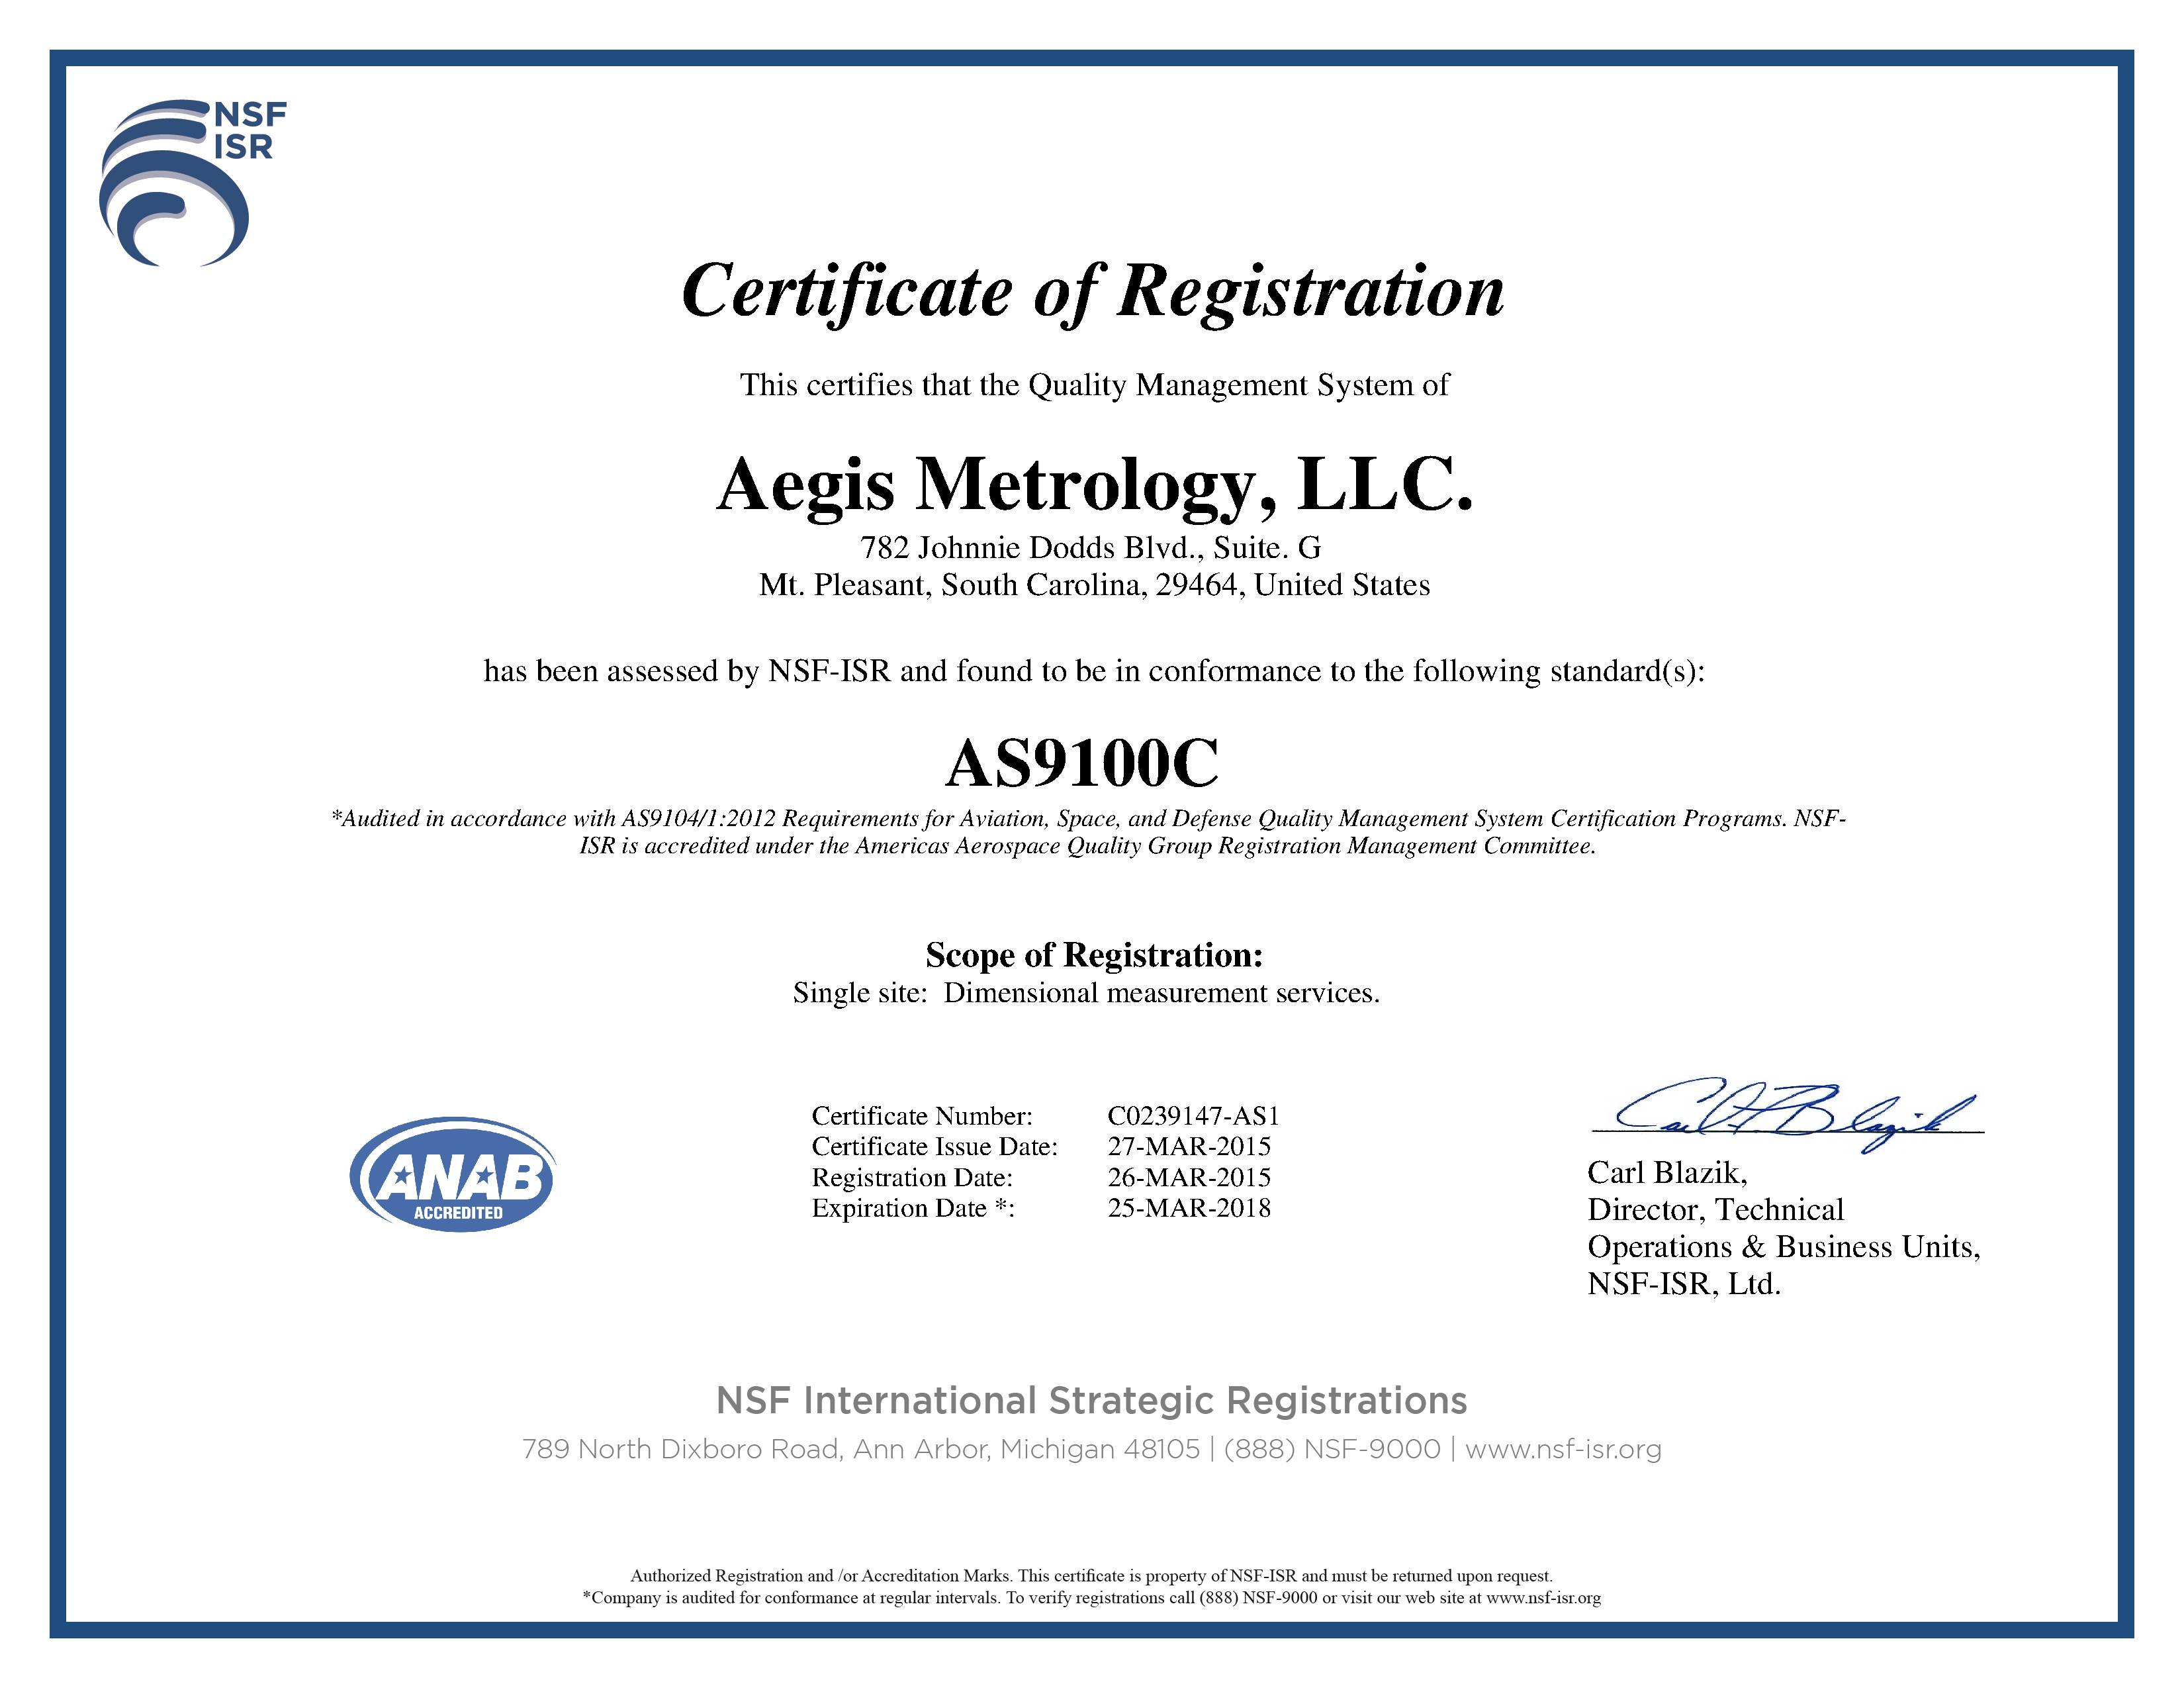 NSF
ISR
Certificate of Registration
This certifies that the Quality Management System of
Aegis Metrology, LLC.
782 Johnnie Dodds Blvd., Suite. G
Mt. Pleasant, South Carolina, 29464, United States
has been assessed by NSF-ISR and found to be in conformance to the following standard(s):
AS9100C
*Audited in accordance with AS9104/1:2012 Requirements for Aviation, Space, and Defense Quality Management System Certification Programs. NSF-
ISR is accredited under the Americas Aerospace Quality Group Registration Management Committee.
Scope of Registration:
Single site:  Dimensional measurement services.
ANAB
ACCREDITED
Certificate Number: C0239147-AS1
Certificate Issue Date: 27-MAR-2015
Registration Date: 26-MAR-2015
Expiration Date *: 25-MAR-2018
Carl Blazik
Carl Blazik,
Director, Technical
Operations & Business Units,
NSF-ISR, Ltd.
NSF International Strategic Registrations
789 North Dixboro Road, Ann Arbor, Michigan 48105 | (888) NSF-9000 | www.nsf-isr.org
Authorized Registration and /or Accreditation Marks. This certificate is property of NSF-ISR and must be returned upon request.
*Company is audited for conformance at regular intervals. To verify registrations call (888) NSF-9000 or visit our web site at www.nsf-isr.org